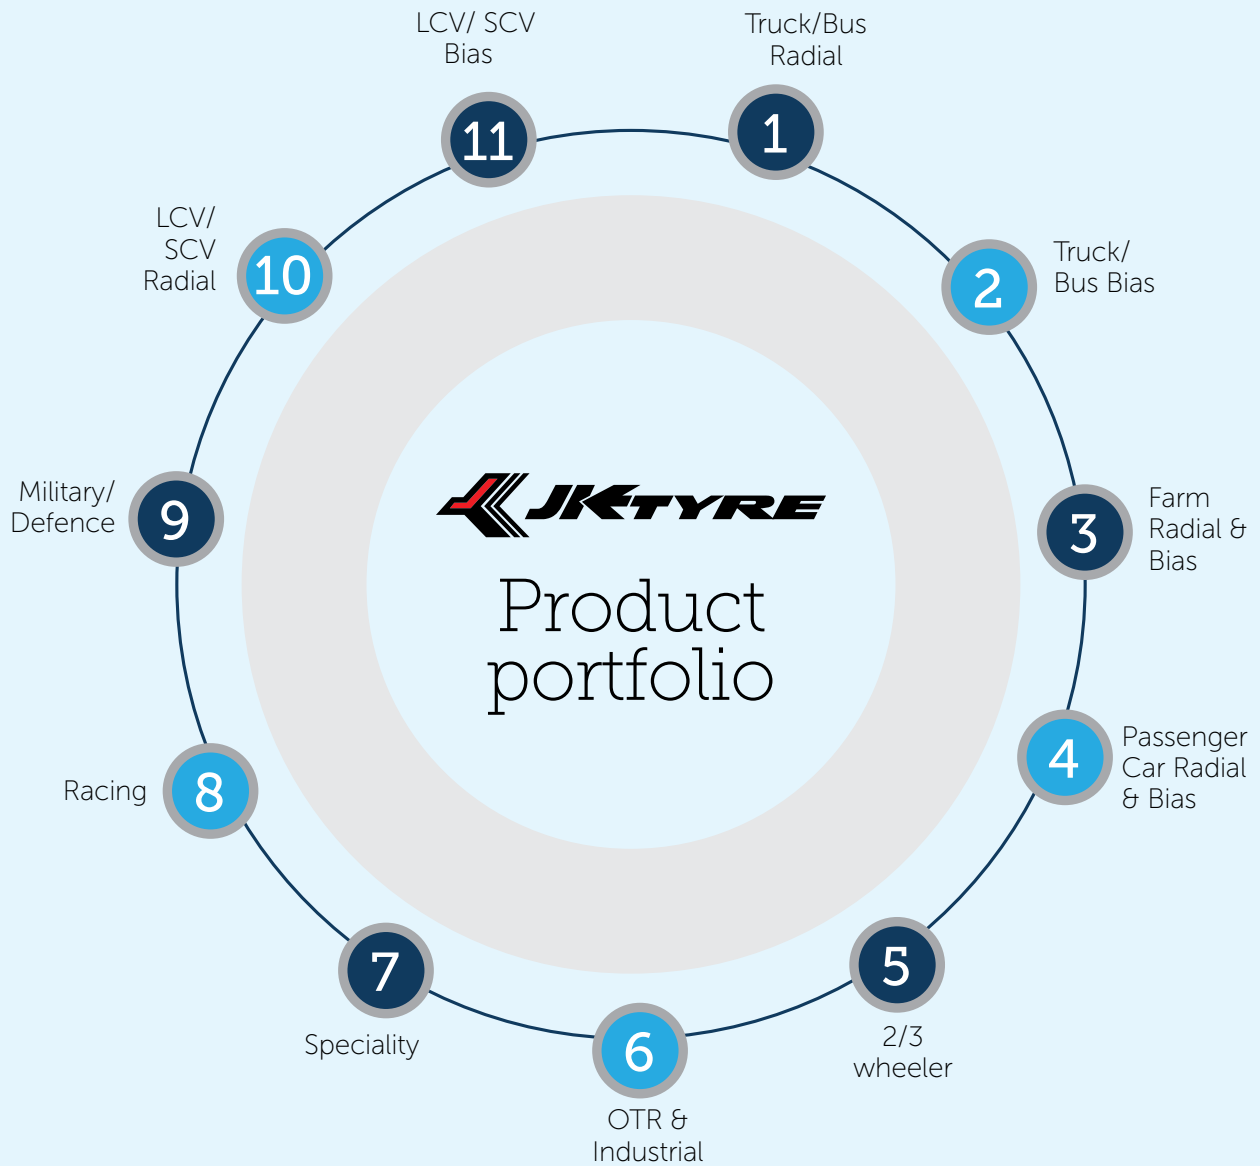 JK TYRE
Product
portfolio
1
Truck/Bus
Radial
2
Truck/
Bus Bias
3
Farm
Radial &
Bias
4
Passenger
Car Radial
& Bias
5
2/3
wheeler
6
OTR &
Industrial
7
Speciality
8
Racing
9
Military/
Defence
10
LCV/
SCV
Radial
11
LCV/ SCV
Bias